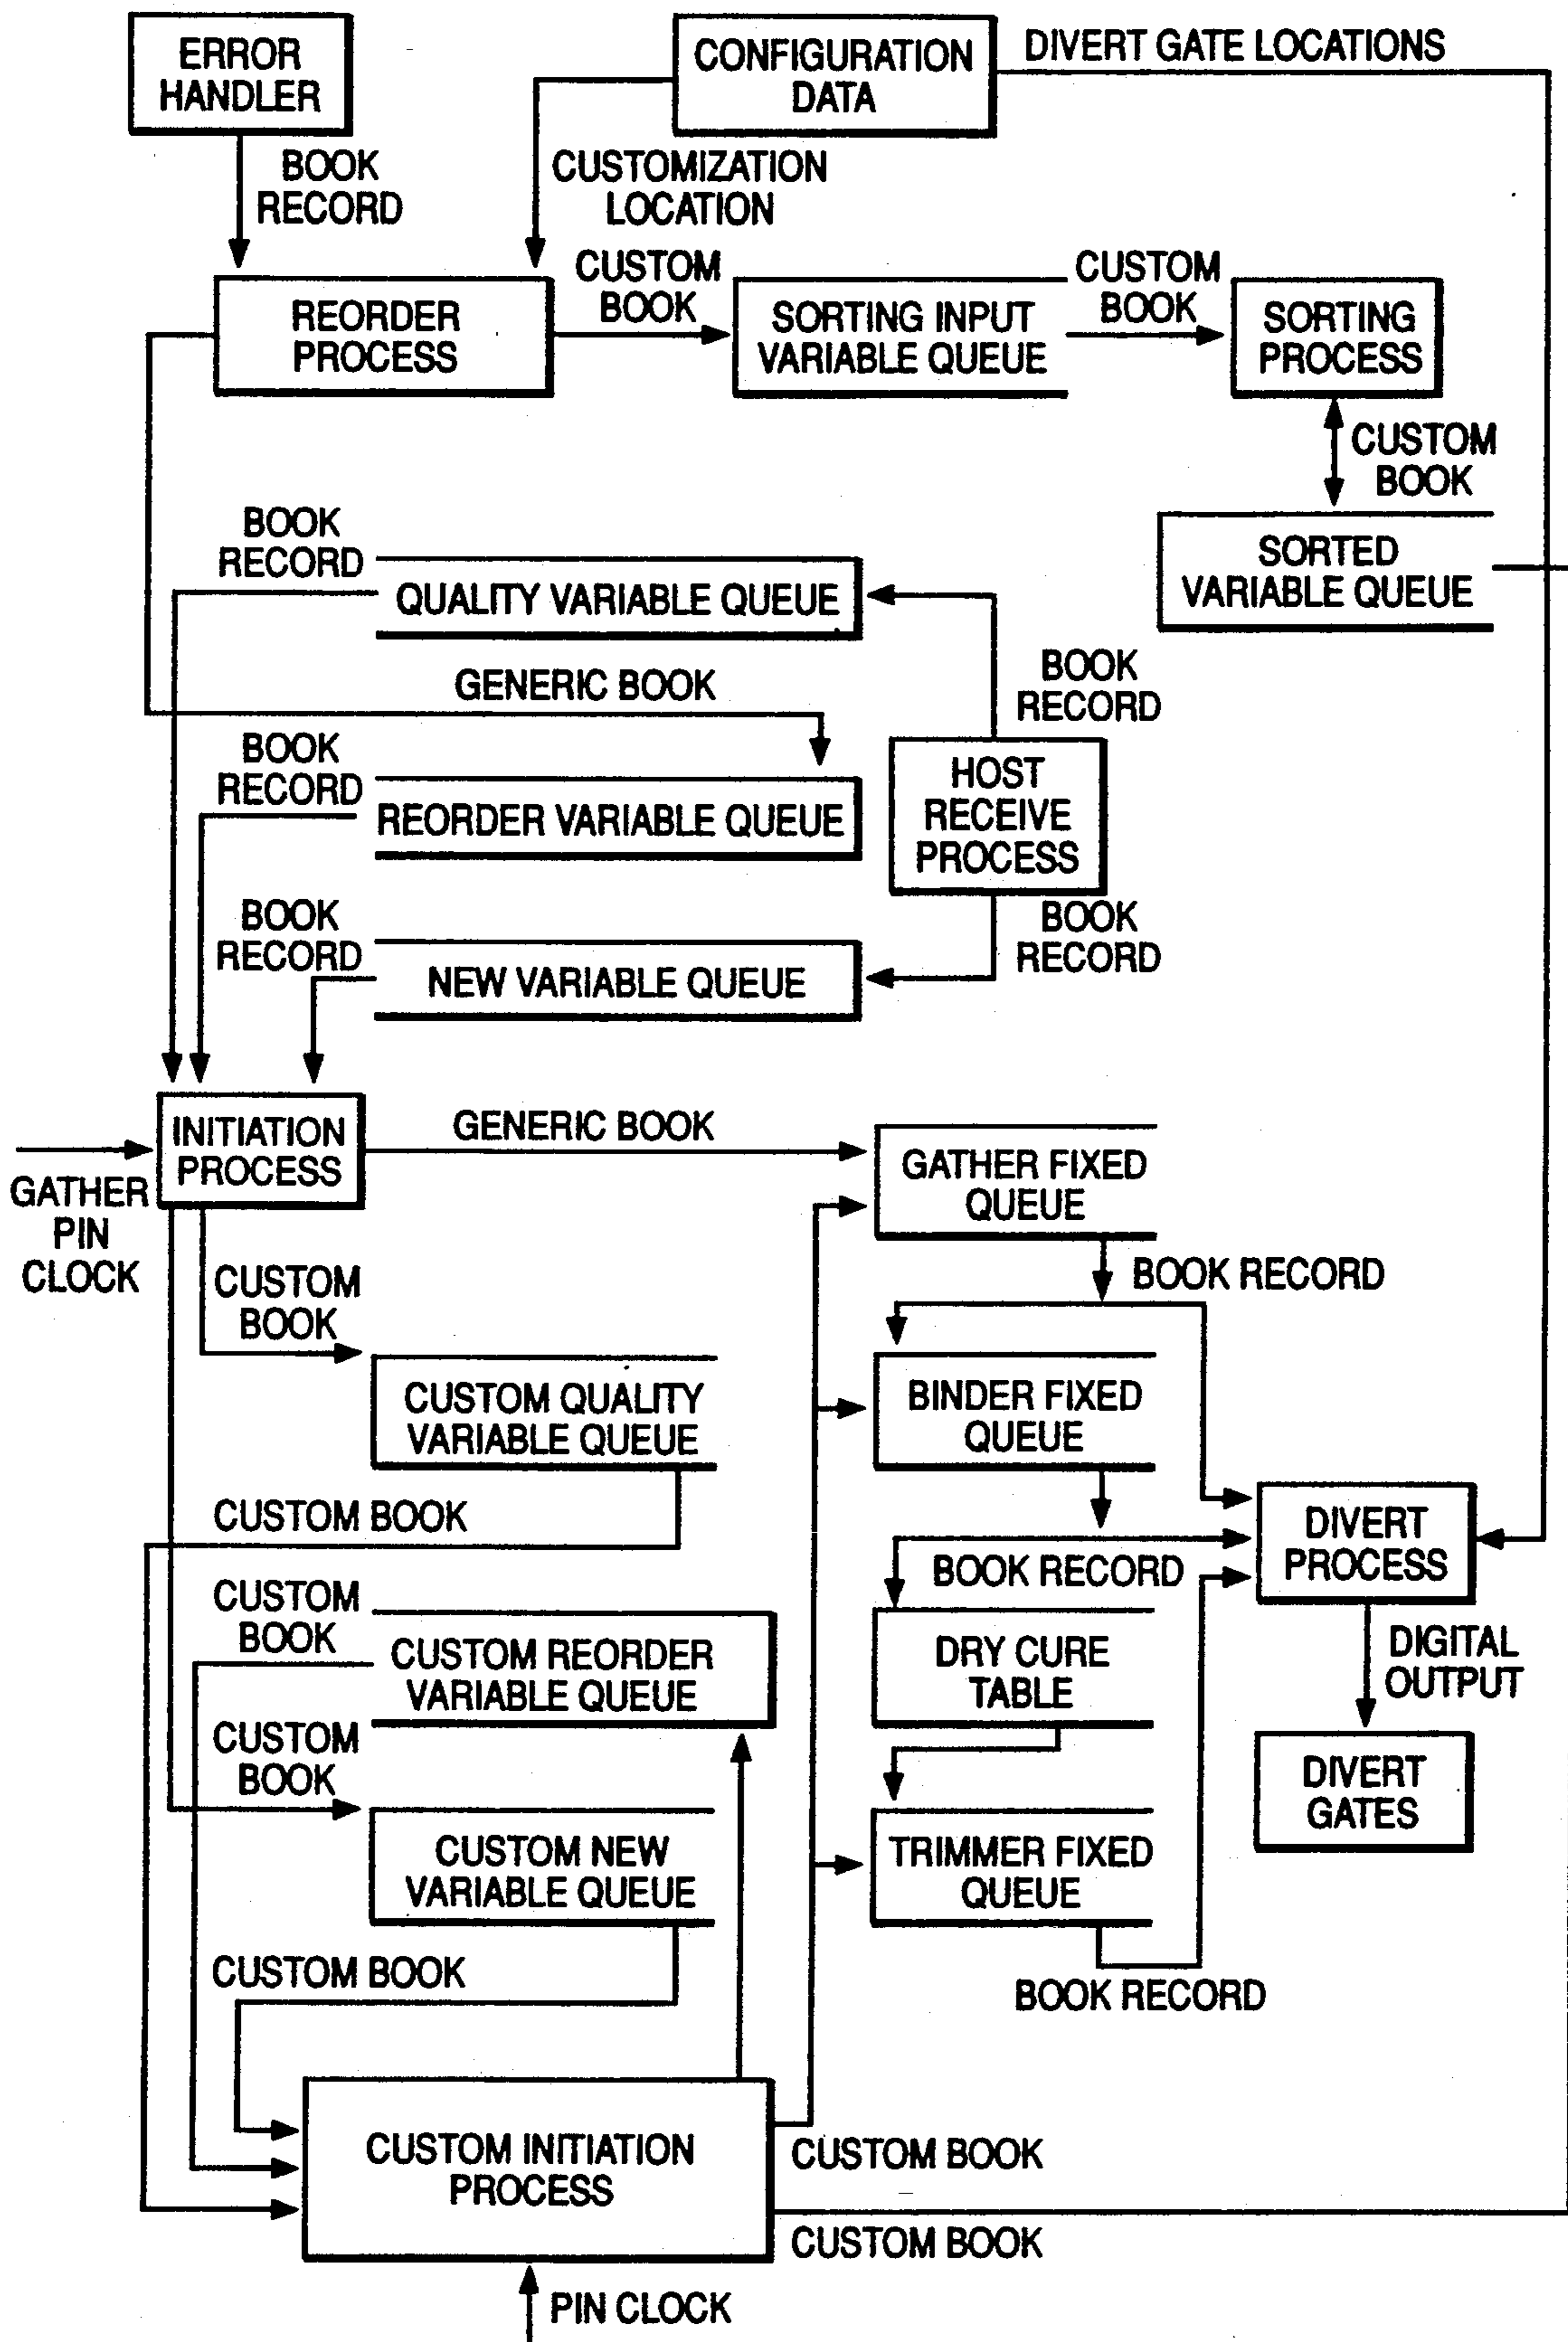 ERROR
HANDLER
CONFIGURATION
DATA
DIVERT GATE LOCATIONS
BOOK
RECORD
CUSTOMIZATION
LOCATION
REORDER
PROCESS
CUSTOM
BOOK
SORTING INPUT
VARIABLE QUEUE
CUSTOM
BOOK
SORTING
PROCESS
CUSTOM
BOOK
SORTED
VARIABLE QUEUE
BOOK
RECORD
QUALITY VARIABLE QUEUE
GENERIC BOOK
BOOK
RECORD
BOOK
RECORD
REORDER VARIABLE QUEUE
HOST
RECEIVE
PROCESS
BOOK
RECORD
BOOK
RECORD
NEW VARIABLE QUEUE
INITIATION
PROCESS
GENERIC BOOK
GATHER
PIN
CLOCK
GATHER FIXED
QUEUE
BOOK RECORD
CUSTOM
BOOK
CUSTOM QUALITY
VARIABLE QUEUE
BINDER FIXED
QUEUE
CUSTOM BOOK
BOOK RECORD
DIVERT
PROCESS
CUSTOM
BOOK
CUSTOM REORDER
VARIABLE QUEUE
DRY CURE
TABLE
DIGITAL
OUTPUT
CUSTOM
BOOK
DIVERT
GATES
CUSTOM NEW
VARIABLE QUEUE
TRIMMER FIXED
QUEUE
CUSTOM BOOK
BOOK RECORD
CUSTOM INITIATION
PROCESS
CUSTOM BOOK
CUSTOM BOOK
PIN CLOCK